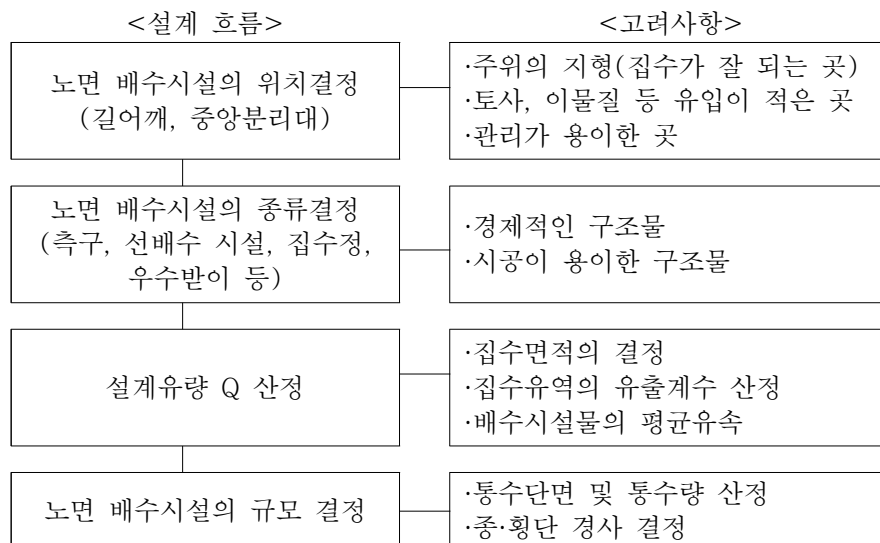 <설계 흐름>
<고려사항>
노면 배수시설의 위치결정
(길어깨, 중앙분리대)
·주위의 지형(집수가 잘 되는 곳)
·토사, 이물질 등 유입이 적은 곳
·관리가 용이한 곳
노면 배수시설의 종류결정
(측구, 선배수 시설, 집수정,
우수받이 등)
·경제적인 구조물
·시공이 용이한 구조물
설계유량 Q 산정
·집수면적의 결정
·집수유역의 유출계수 산정
·배수시설물의 평균유속
노면 배수시설의 규모 결정
·통수단면 및 통수량 산정
·종·횡단 경사 결정